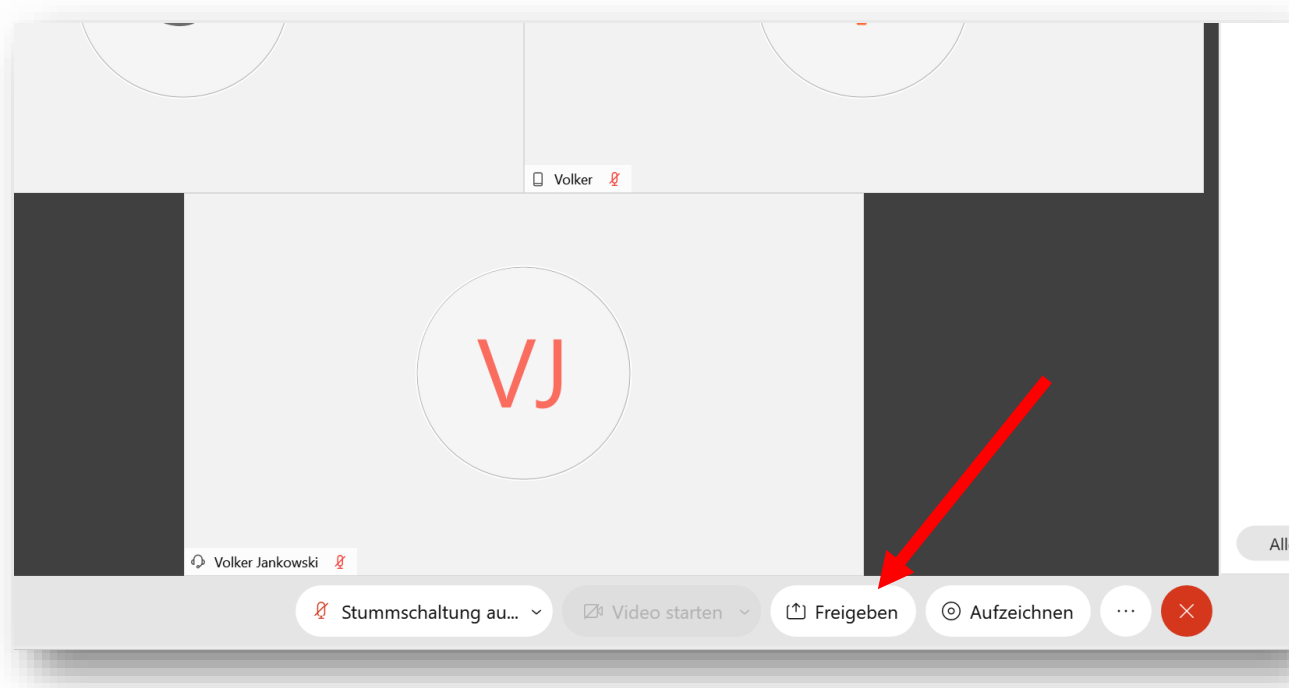 Volker
VJ
Volker Jankowski
Stummschaltung au...
Video starten
Freigeben
Aufzeichnen
All